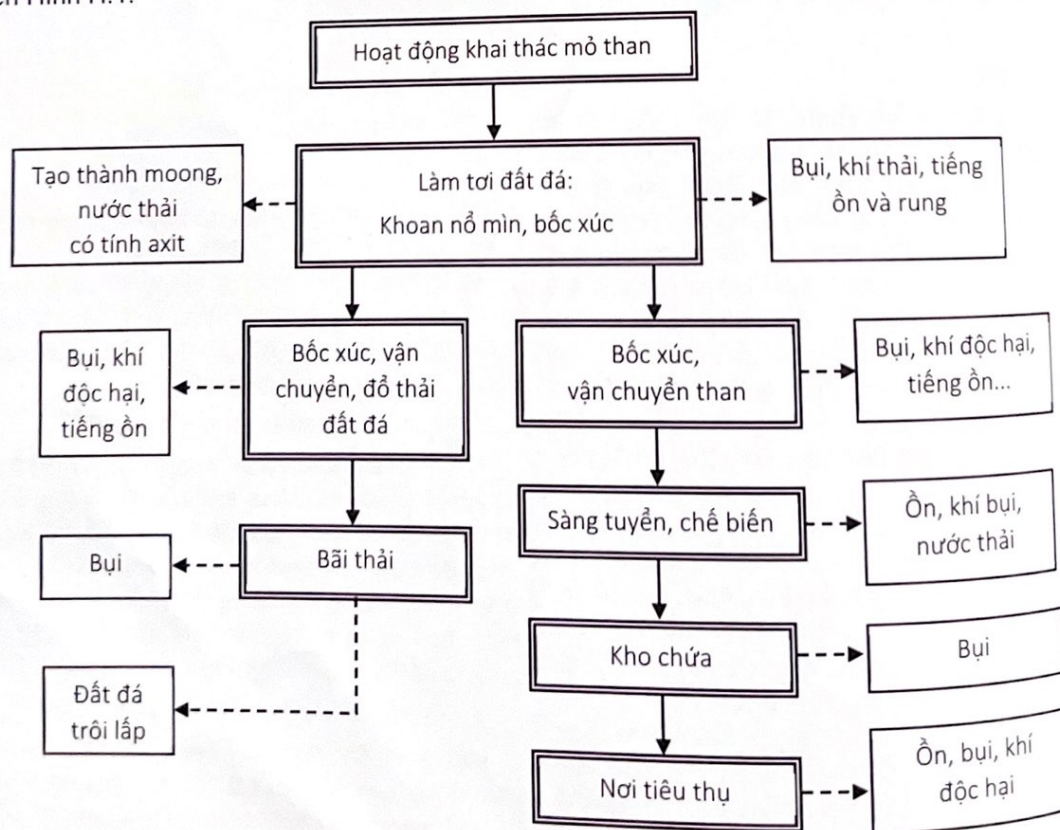 Hoạt động khai thác mỏ than
Tạo thành moong,
nước thải
có tính axit
Làm tơi đất đá:
Khoan nổ mìn, bốc xúc
Bụi, khí thải, tiếng
ồn và rung
Bụi, khí
độc hại,
tiếng ồn
Bốc xúc, vận
chuyển, đổ thải
đất đá
Bốc xúc,
vận chuyển than
Bụi, khí độc hại,
tiếng ồn...
Sàng tuyển, chế biến
Ồn, khí bụi,
nước thải
Bụi
Bãi thải
Kho chứa
Bụi
Đất đá
trôi lấp
Nơi tiêu thụ
Ồn, bụi, khí
độc hại